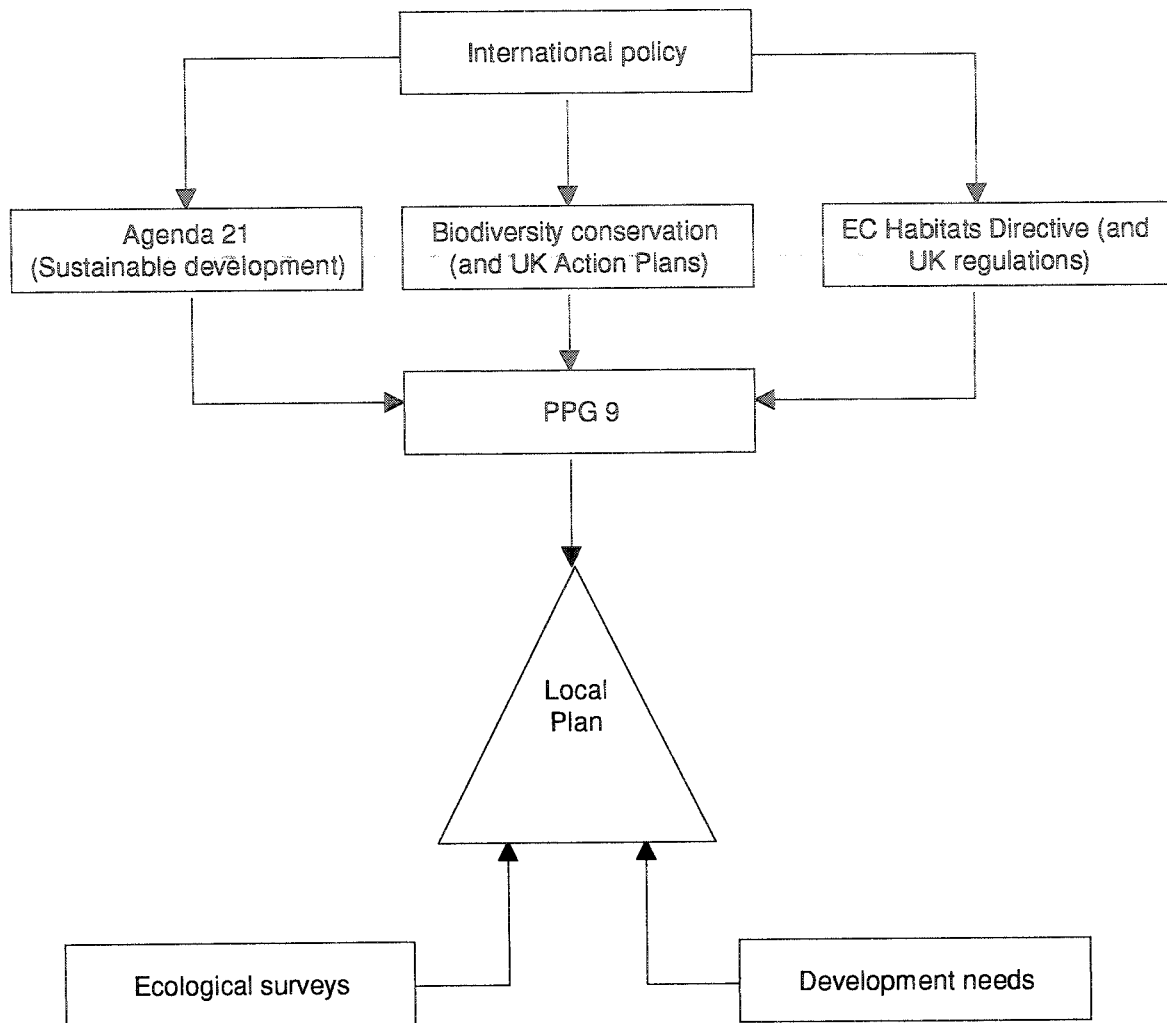 International policy
Agenda 21
(Sustainable development)
Biodiversity conservation
(and UK Action Plans)
EC Habitats Directive (and
UK regulations)
PPG 9
Local
Plan
Ecological surveys
Development needs